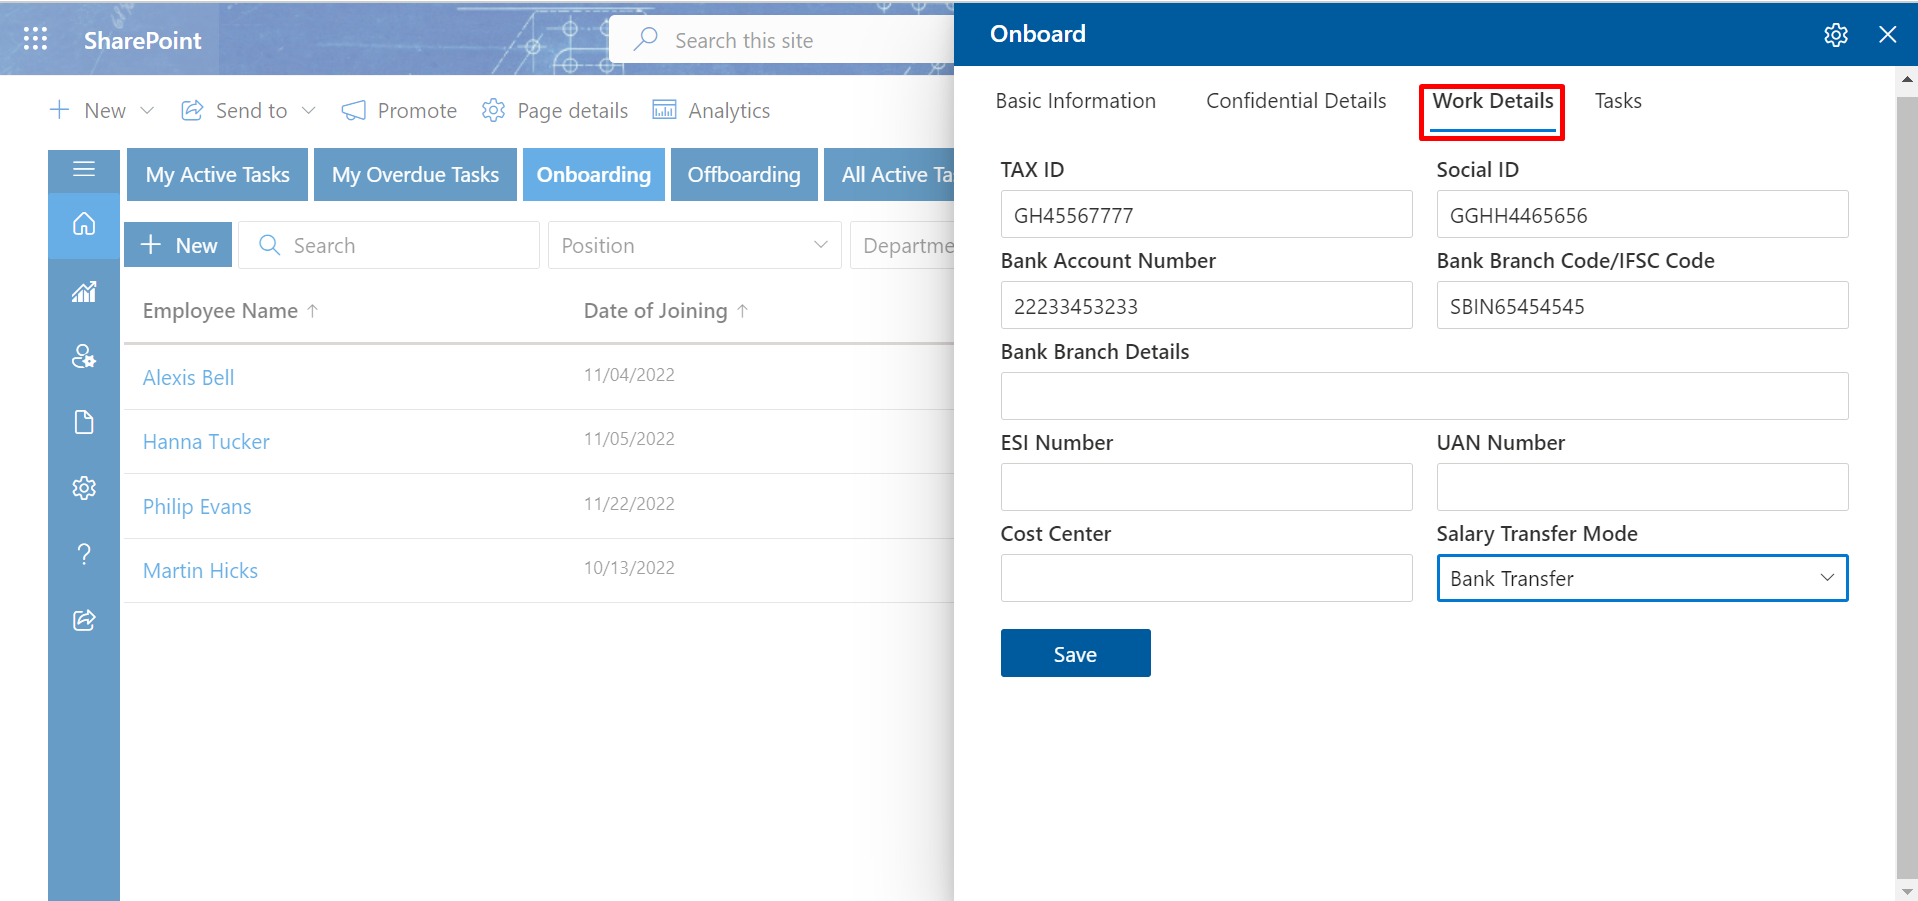 SharePoint
Search this site
New
Send to
Promote
Page details
Analytics
My Active Tasks
My Overdue Tasks
Onboarding
Offboarding
All Active Ta
New
Search
Position
Departme
Employee Name ↑
Date of Joining ↑
Alexis Bell
11/04/2022
Hanna Tucker
11/05/2022
Philip Evans
11/22/2022
Martin Hicks
10/13/2022
Onboard
Basic Information
Confidential Details
Work Details
Tasks
TAX ID
Social ID
GH45567777
GGHH4465656
Bank Account Number
Bank Branch Code/IFSC Code
22233453233
SBIN65454545
Bank Branch Details
ESI Number
UAN Number
Cost Center
Salary Transfer Mode
Bank Transfer
Save